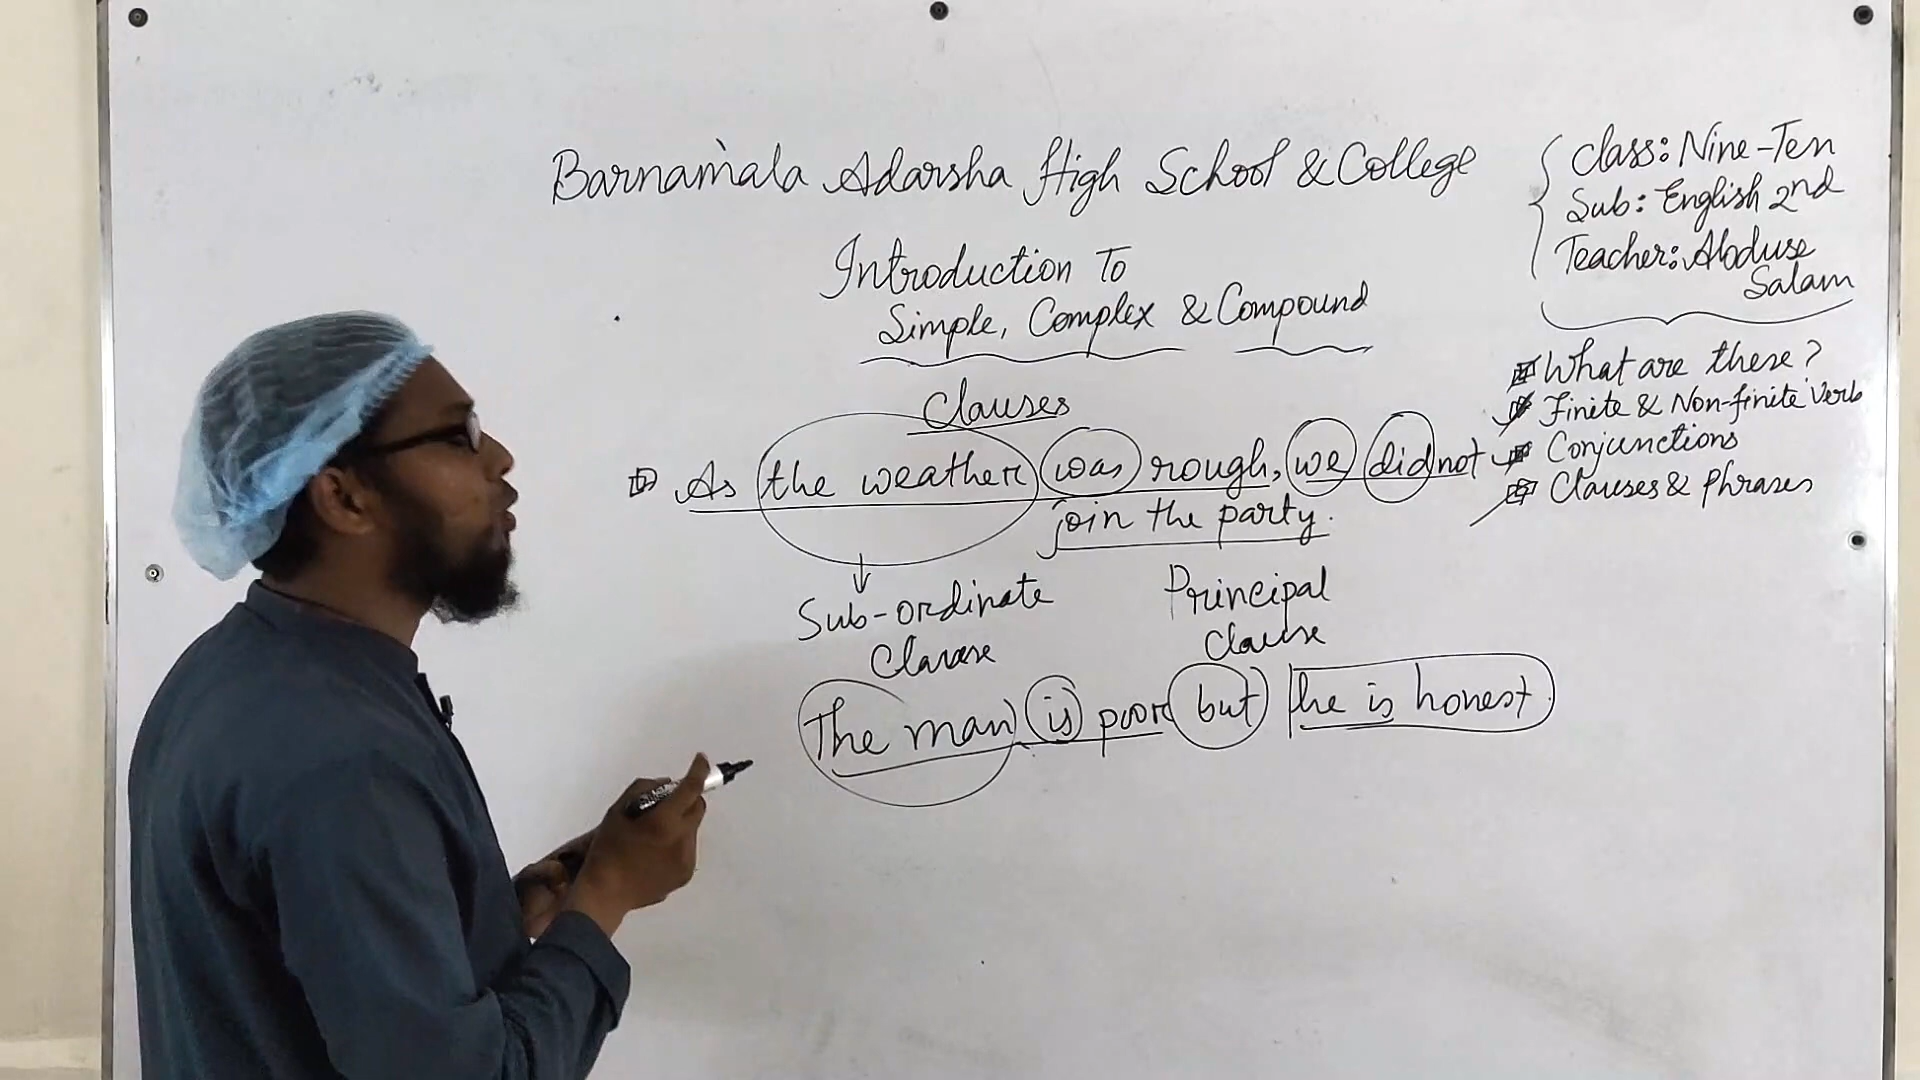 Barnamala Adarsha High School & College
Class: Nine-Ten
Sub: English 2nd
Teacher: Abduse
Salam
Introduction To
Simple, Complex & Compound
What are these?
Finite & Non-finite Verb
Conjunctions
Clauses & phrases
Clauses
As the weather was rough, we did not
join the party.
Sub-ordinate
Clause
Principal
Clause
The man is poor but he is honest.